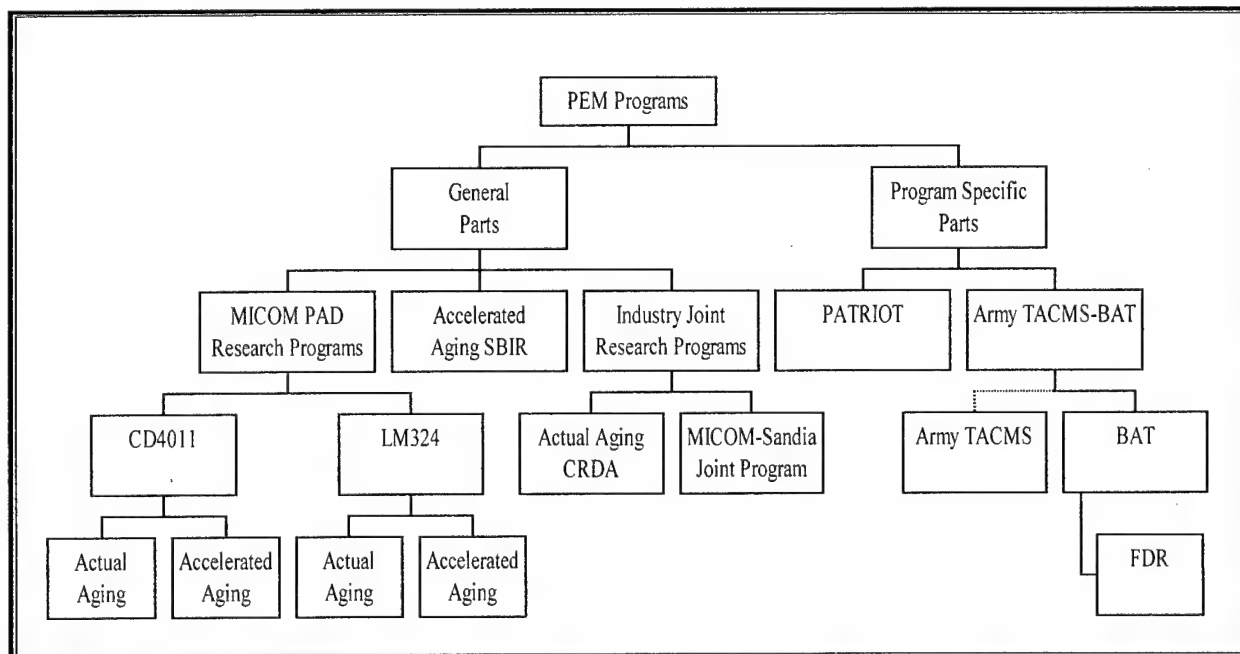 PEM Programs
General
Parts
Program Specific
Parts
MICOM PAD
Research Programs
Accelerated
Aging SBIR
Industry Joint
Research Programs
PATRIOT
Army TACMS-BAT
CD4011
LM324
Actual Aging
CRDA
MICOM-Sandia
Joint Program
Army TACMS
BAT
Actual
Aging
Accelerated
Aging
Actual
Aging
Accelerated
Aging
FDR